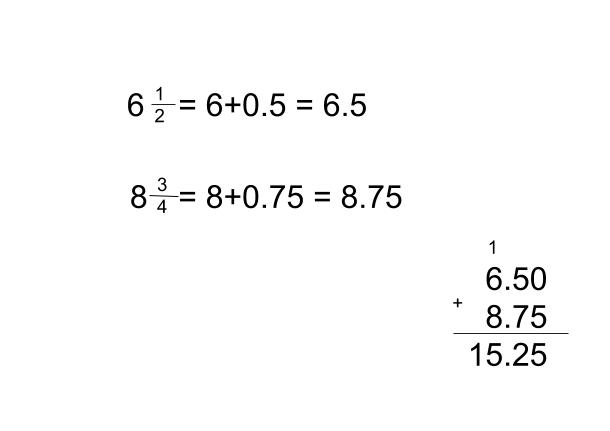 6 1/2 = 6+0.5 = 6.5
8 3/4 = 8+0.75 = 8.75
1
6.50
+ 8.75
15.25